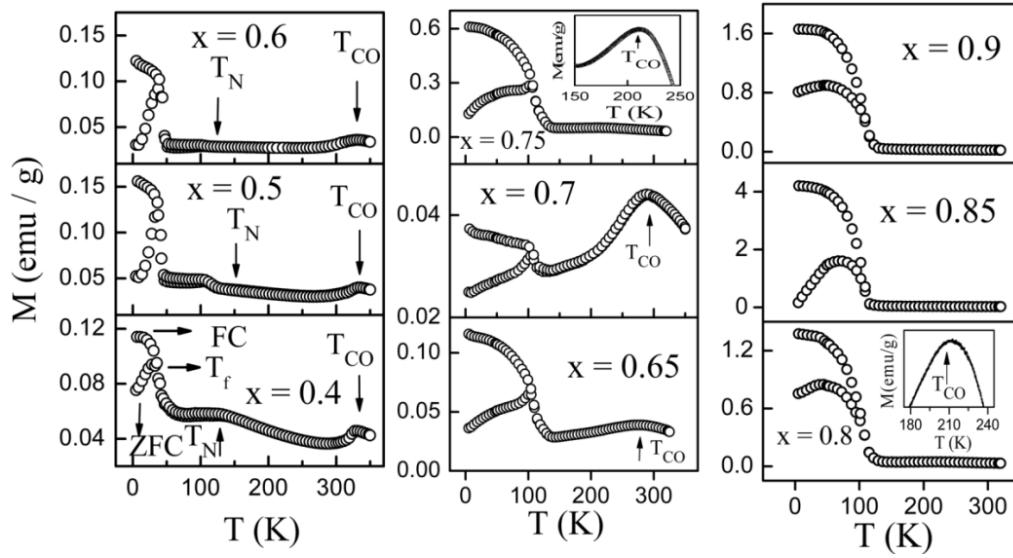 M (emu / g)
0.15
0.10
0.05
x = 0.6
T_N
T_CO
0.15
0.10
0.05
x = 0.5
T_N
T_CO
0.12
0.08
0.04
FC
T_f
x = 0.4
T_CO
ZFC
T_N
0 100 200 300
T (K)
0.6
0.3
0.0
x = 0.75
M(emu/g)
T_CO
150 200 250
T (K)
0.04
0.02
x = 0.7
T_CO
0.10
0.05
0.00
x = 0.65
T_CO
0 100 200 300
T (K)
1.6
0.8
0.0
x = 0.9
4
2
0
x = 0.85
1.2
0.6
0.0
x = 0.8
M(emu/g)
T_CO
180 210 240
T (K)
0 100 200 300
T (K)